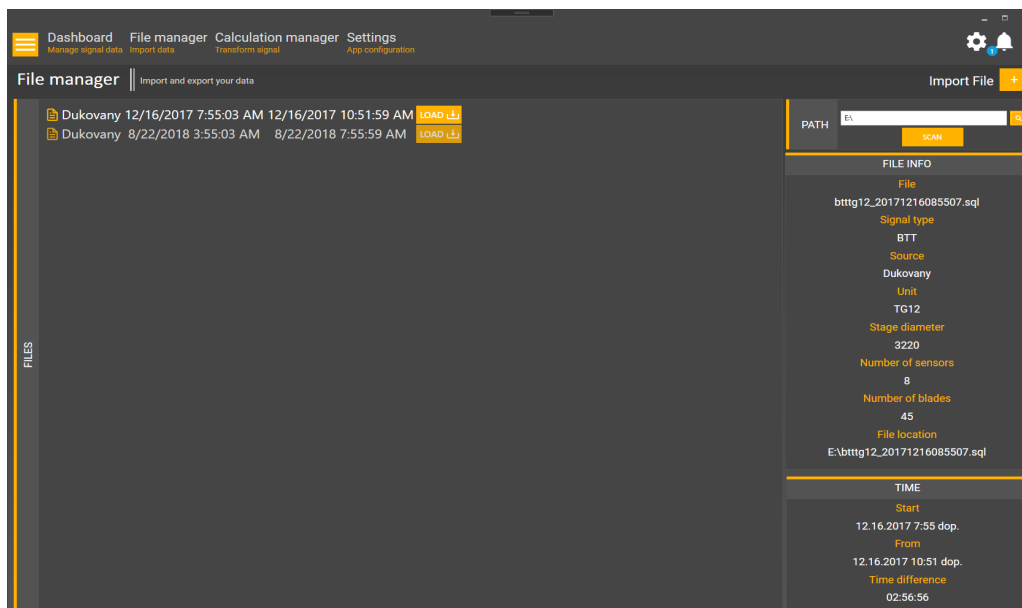 Dashboard File manager Calculation manager Settings
Manage signal data Import data Transform signal App configuration
1
File manager Import and export your data Import File +
FILES
Dukovany 12/16/2017 7:55:03 AM 12/16/2017 10:51:59 AM LOAD
Dukovany 8/22/2018 3:55:03 AM 8/22/2018 7:55:59 AM LOAD
PATH E:\
SCAN
FILE INFO
File
btttg12_20171216085507.sql
Signal type
BTT
Source
Dukovany
Unit
TG12
Stage diameter
3220
Number of sensors
8
Number of blades
45
File location
E:\btttg12_20171216085507.sql
TIME
Start
12.16.2017 7:55 dop.
From
12.16.2017 10:51 dop.
Time difference
02:56:56